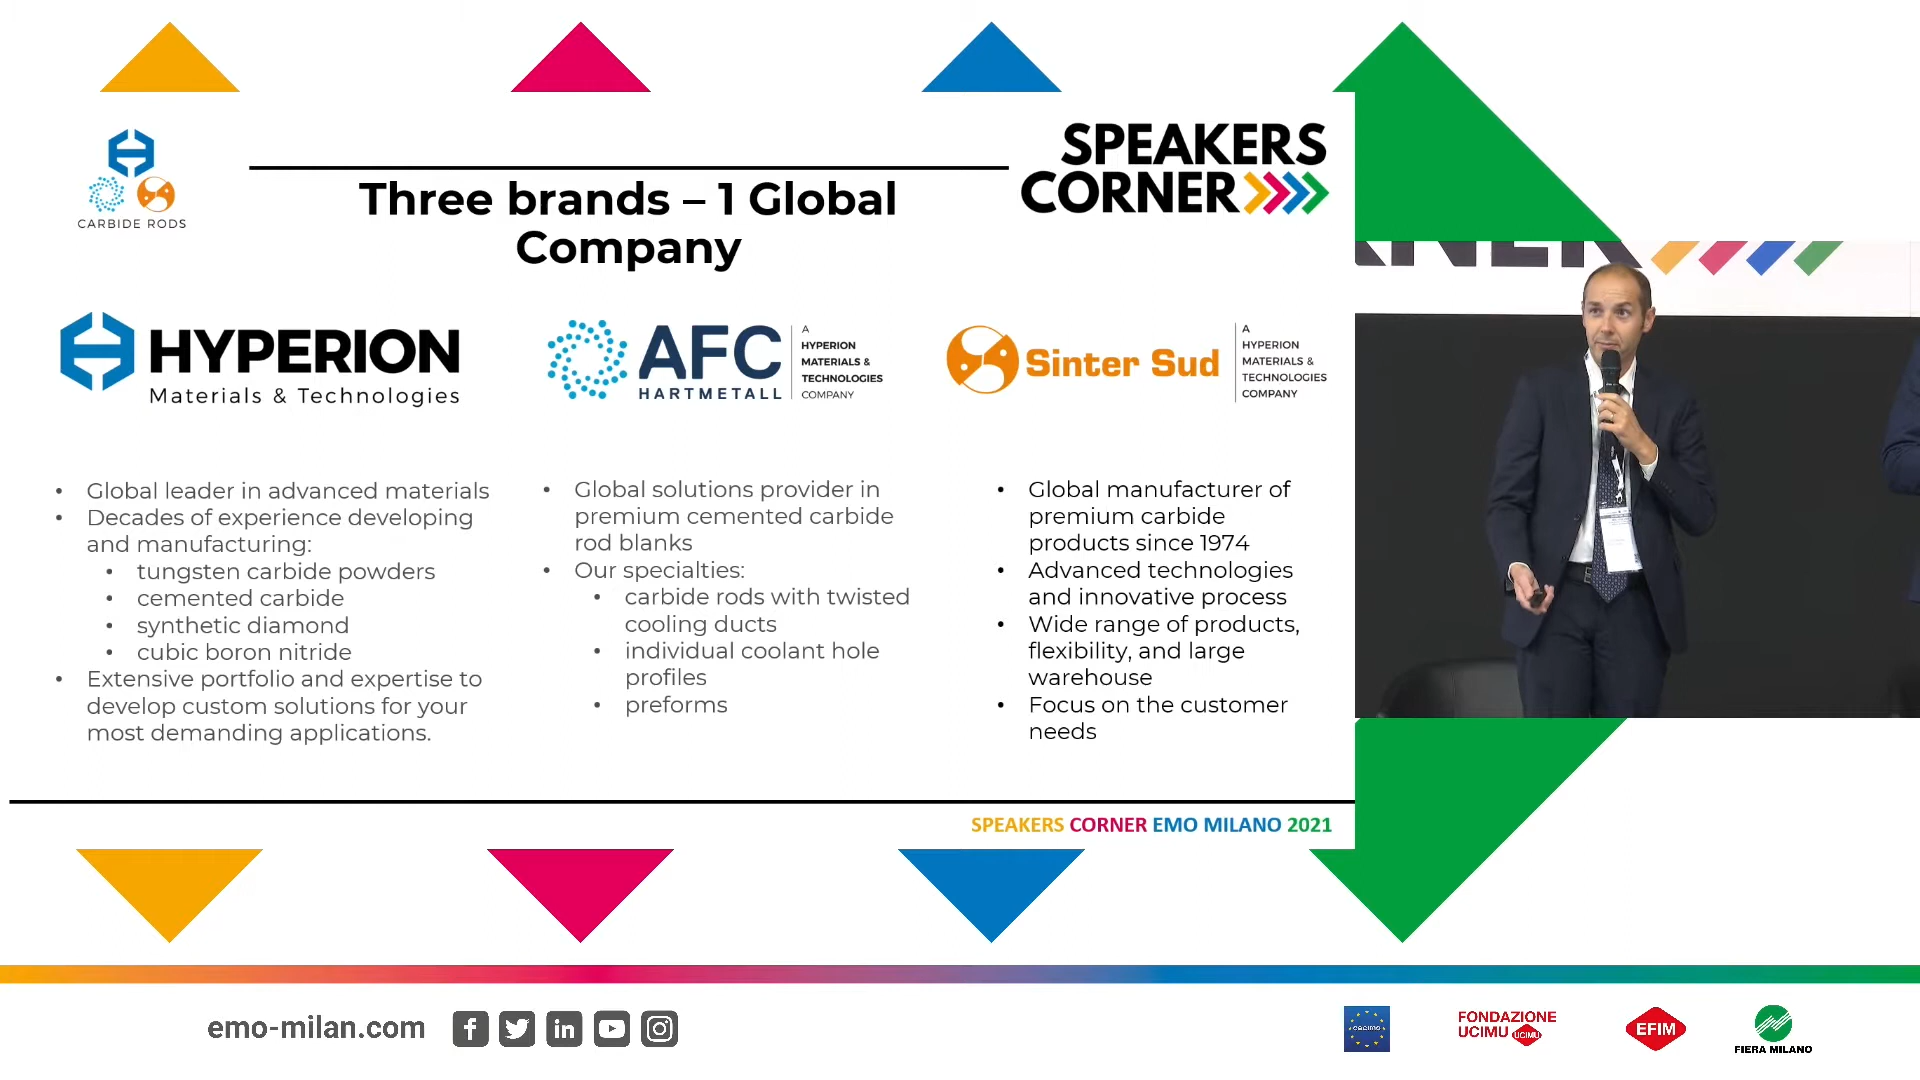 SPEAKERS
CORNER
CARBIDE RODS
Three brands – 1 Global
Company
HYPERION
Materials & Technologies
AFC
HARTMETALL
A
HYPERION
MATERIALS &
TECHNOLOGIES
COMPANY
Sinter Sud
A
HYPERION
MATERIALS &
TECHNOLOGIES
COMPANY
• Global leader in advanced materials
• Decades of experience developing
and manufacturing:
• tungsten carbide powders
• cemented carbide
• synthetic diamond
• cubic boron nitride
• Extensive portfolio and expertise to
develop custom solutions for your
most demanding applications.
• Global solutions provider in
premium cemented carbide
rod blanks
• Our specialties:
• carbide rods with twisted
cooling ducts
• individual coolant hole
profiles
• preforms
• Global manufacturer of
premium carbide
products since 1974
• Advanced technologies
and innovative process
• Wide range of products,
flexibility, and large
warehouse
• Focus on the customer
needs
SPEAKERS CORNER EMO MILANO 2021
emo-milan.com
cecimo
FONDAZIONE
UCIMU
UCIMU
EFIM
FIERA MILANO